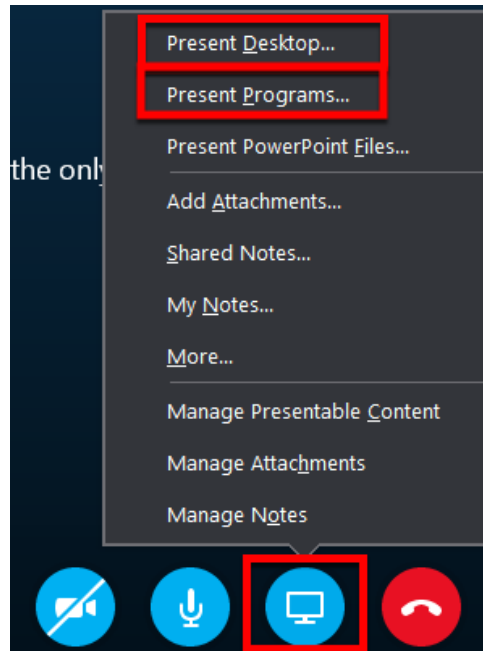 Present Desktop...
Present Programs...
Present PowerPoint Files...
the only
Add Attachments...
Shared Notes...
My Notes...
More...
Manage Presentable Content
Manage Attachments
Manage Notes